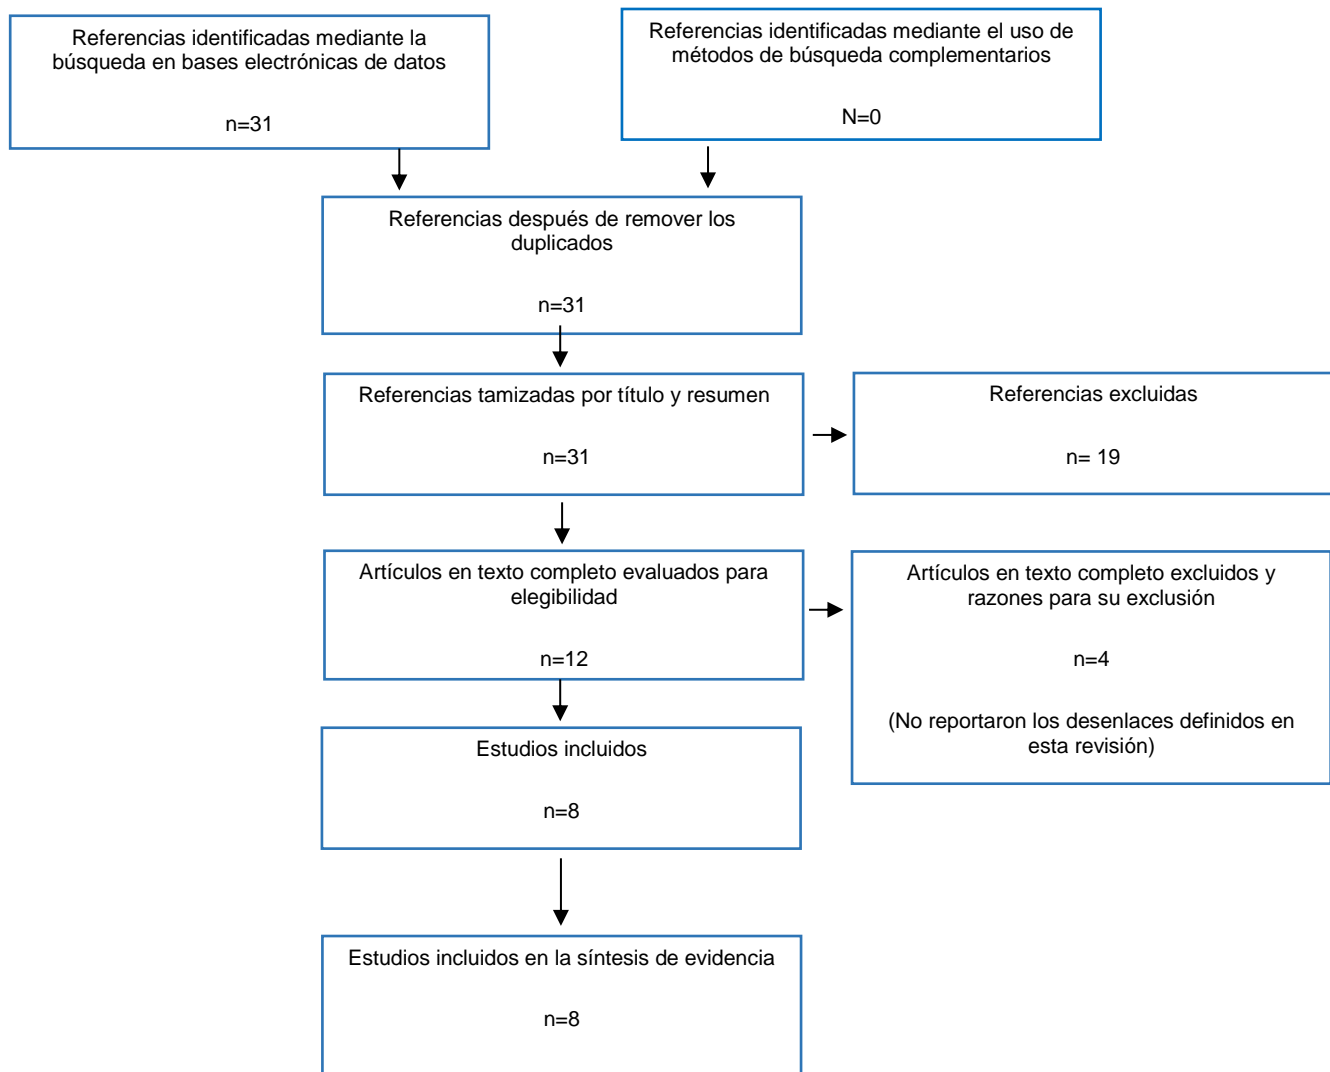 Referencias identificadas mediante la
búsqueda en bases electrónicas de datos
n=31
Referencias identificadas mediante el uso de
métodos de búsqueda complementarios
N=0
Referencias después de remover los
duplicados
n=31
Referencias tamizadas por título y resumen
n=31
Referencias excluidas
n= 19
Artículos en texto completo evaluados para
elegibilidad
n=12
Artículos en texto completo excluidos y
razones para su exclusión
n=4
(No reportaron los desenlaces definidos en
esta revisión)
Estudios incluidos
n=8
Estudios incluidos en la síntesis de evidencia
n=8